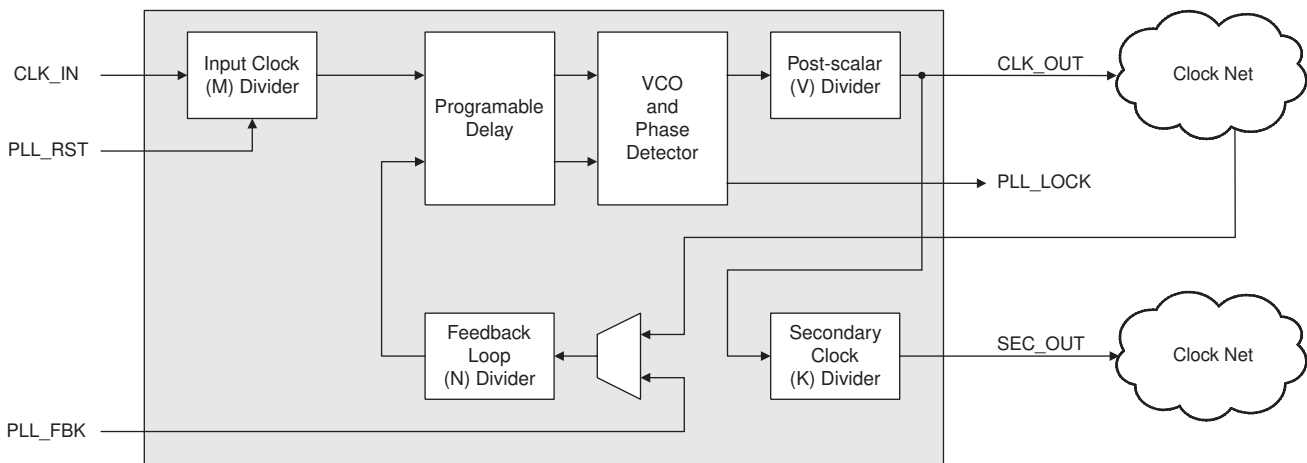 CLK_IN
Input Clock
(M) Divider
PLL_RST
Programable
Delay
VCO
and
Phase
Detector
Post-scalar
(V) Divider
CLK_OUT
Clock Net
PLL_LOCK
Feedback
Loop
(N) Divider
Secondary
Clock
(K) Divider
SEC_OUT
Clock Net
PLL_FBK